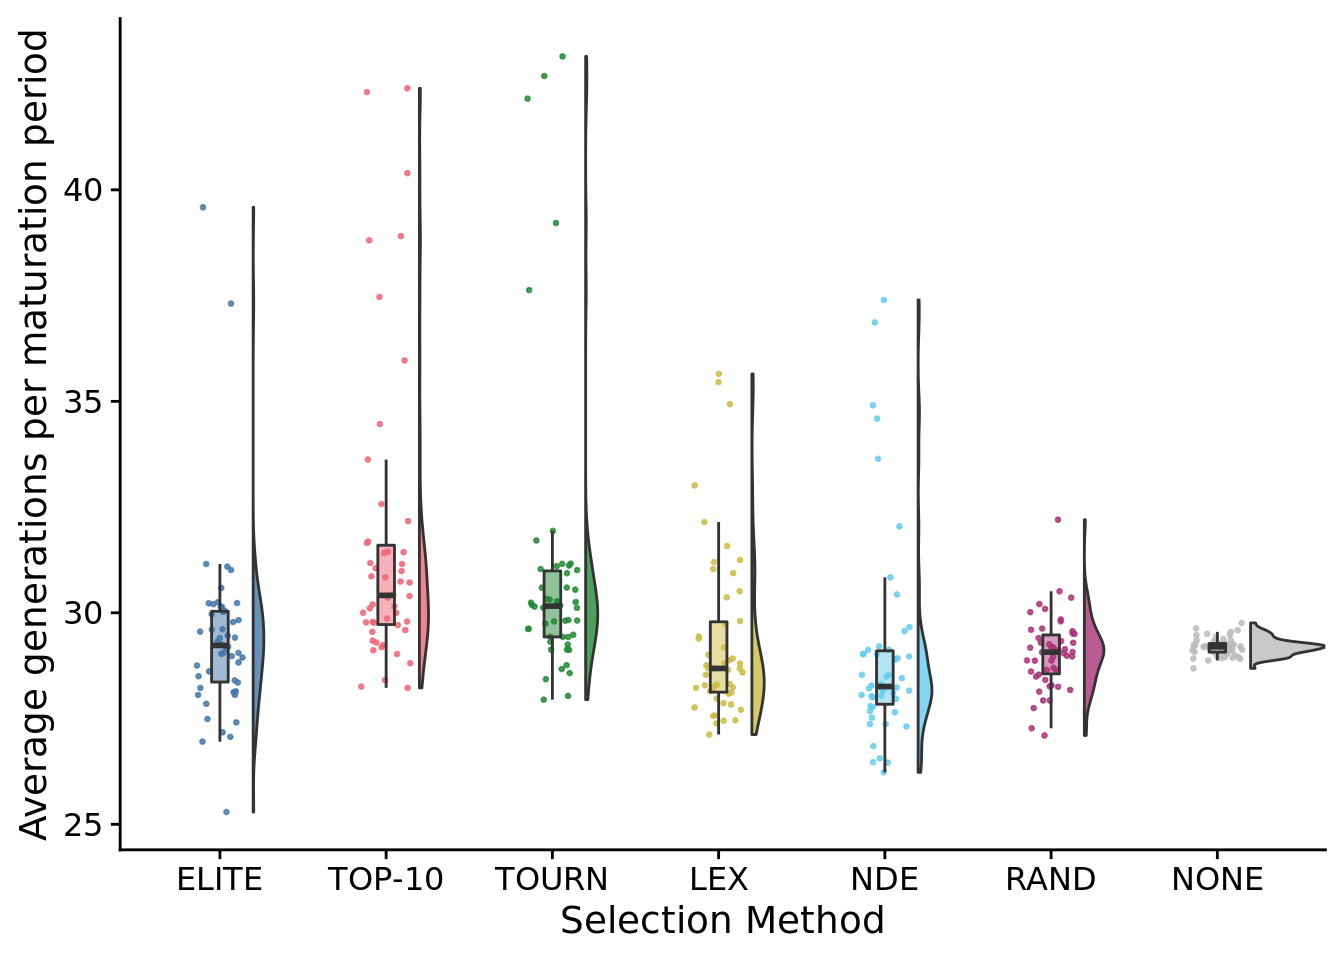 Average generations per maturation period
40
35
30
25
ELITE TOP-10 TOURN LEX NDE RAND NONE
Selection Method